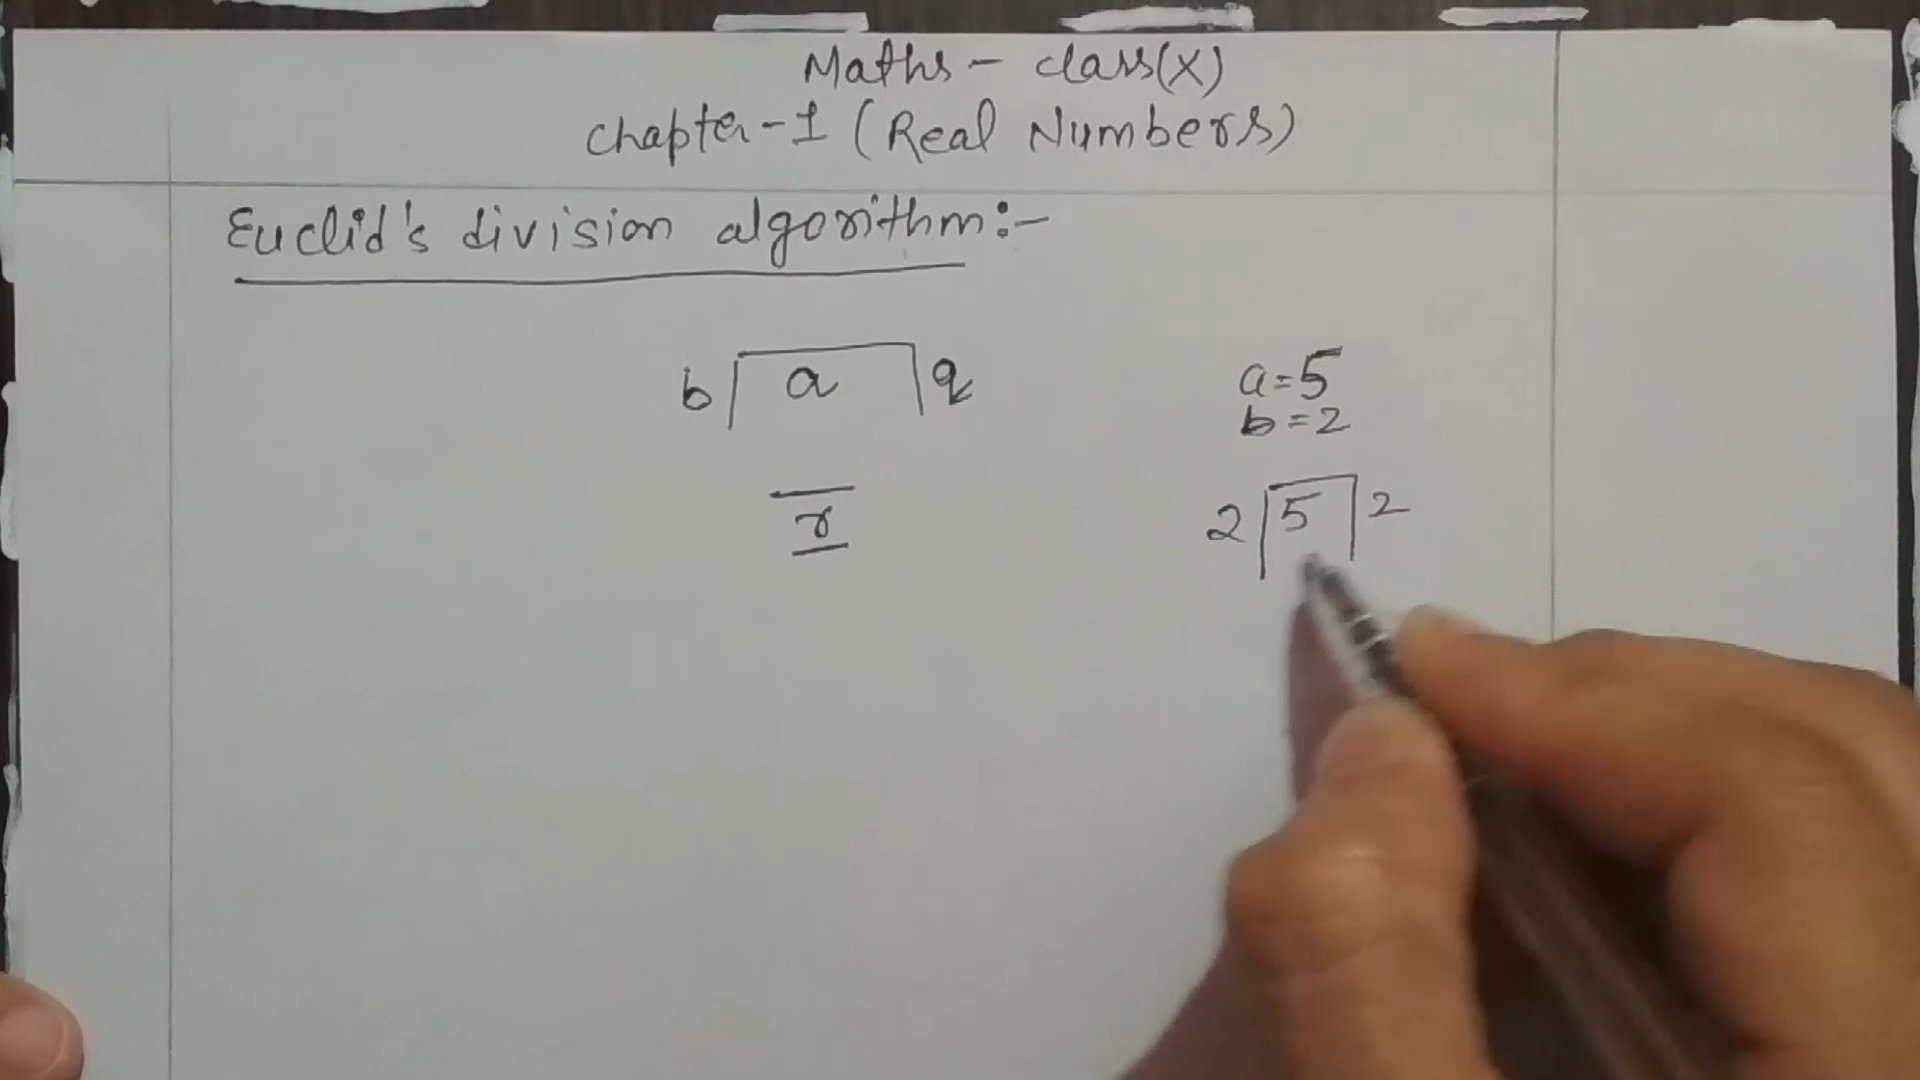 Maths - class(X)
Chapter-1 (Real Numbers)
Euclid's division algorithm:-
b a q
r
a=5
b=2
2 5 2